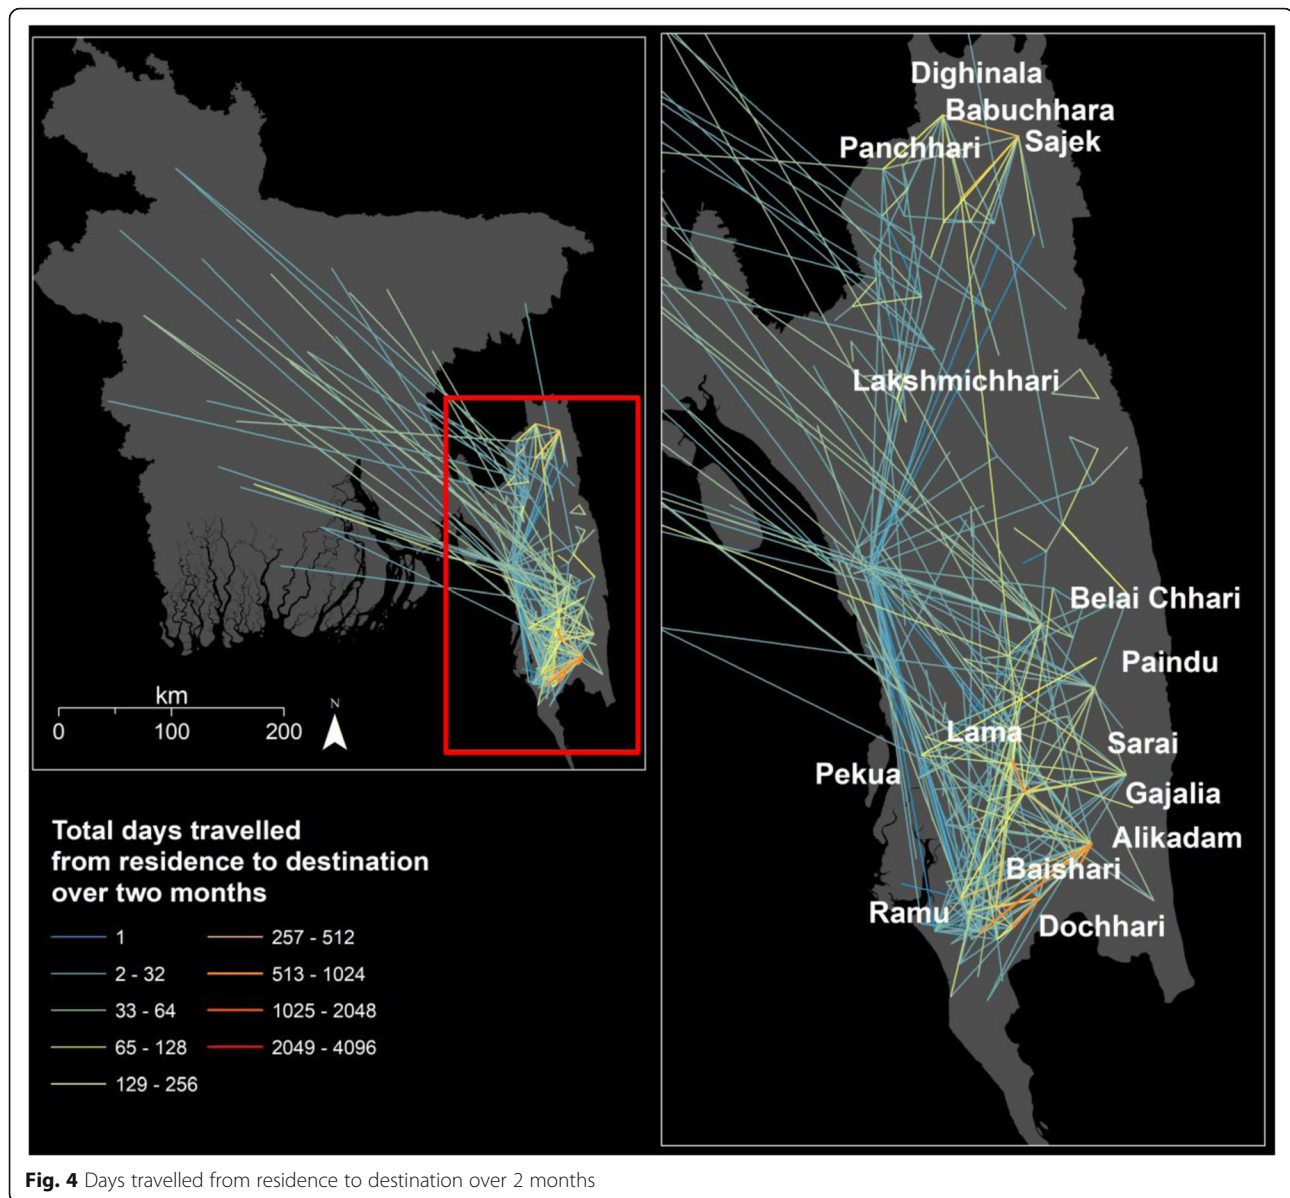 km
0
100
200
N
Total days travelled
from residence to destination
over two months
1
2 - 32
33 - 64
65 - 128
129 - 256
257 - 512
513 - 1024
1025 - 2048
2049 - 4096
Dighinala
Babuchhara
Panchhari
Sajek
Lakshmichhari
Belai Chhari
Paindu
Lama
Sarai
Pekua
Gajalia
Alikadam
Baishari
Ramu
Dochhari
Fig. 4 Days travelled from residence to destination over 2 months